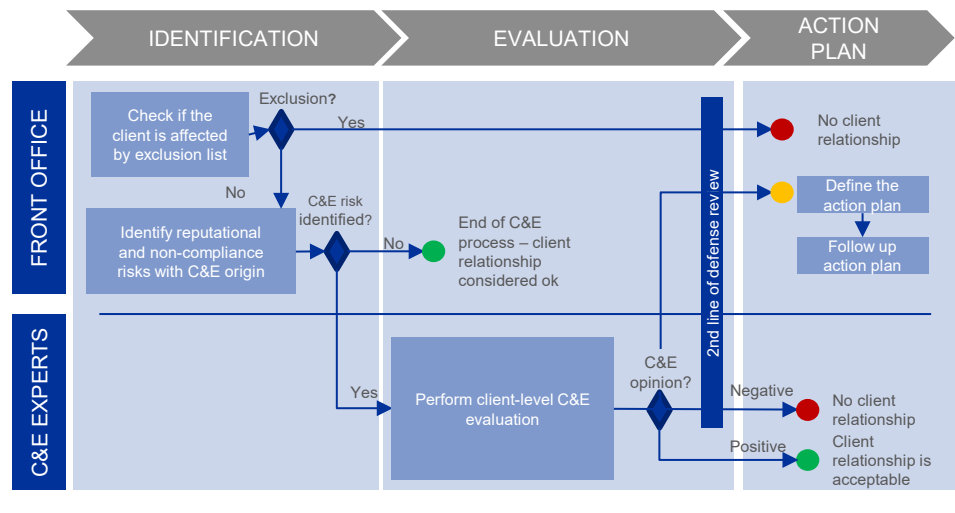 IDENTIFICATION
EVALUATION
ACTION
PLAN
FRONT OFFICE
Check if the
client is affected
by exclusion list
Exclusion?
Yes
No
Identify reputational
and non-compliance
risks with C&E origin
C&E risk
identified?
No
End of C&E
process – client
relationship
considered ok
2nd line of defense review
No client
relationship
Define the
action plan
Follow up
action plan
C&E EXPERTS
Yes
Perform client-level C&E
evaluation
C&E
opinion?
Negative
No client
relationship
Positive
Client
relationship is
acceptable